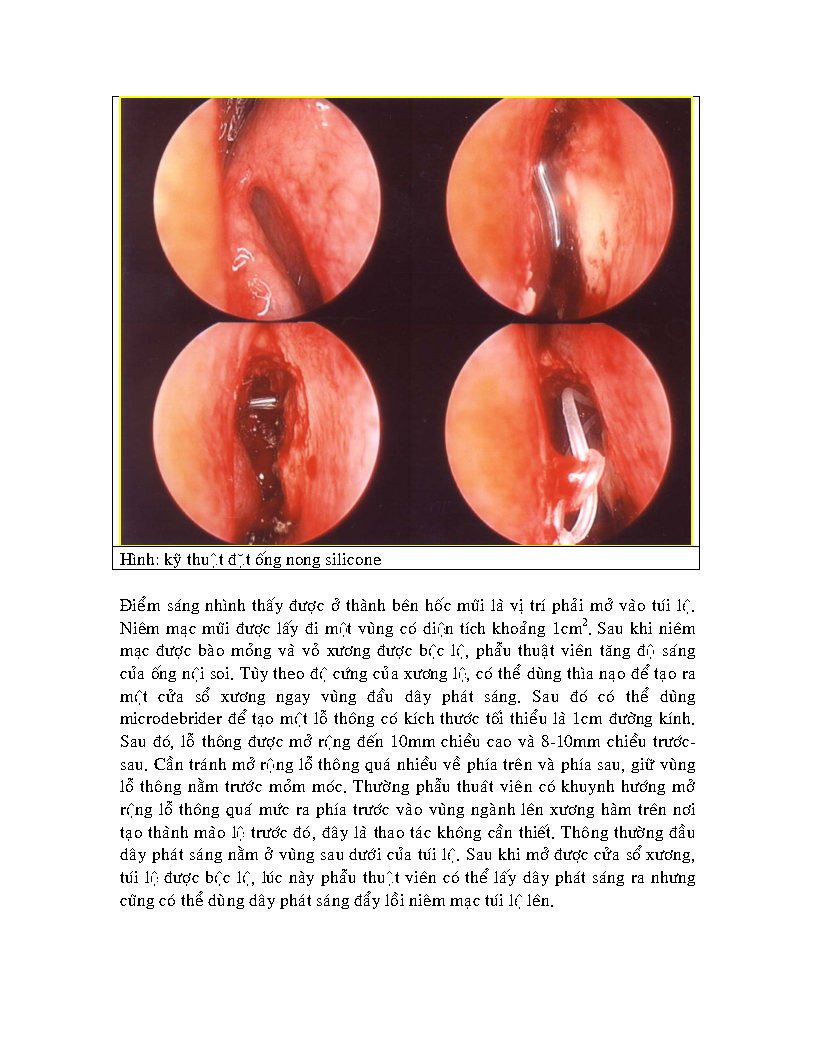 Hình: kỹ thuật đặt ống nong silicone
Điểm sáng nhình thấy được ở thành bên hốc mũi là vị trí phải mở vào túi lệ.
Niêm mạc mũi được lấy đi một vùng có diện tích khoảng 1cm². Sau khi niêm
mạc được bào mỏng và vỏ xương được bộc lộ, phẫu thuật viên tăng độ sáng
của ống nội soi. Tùy theo độ cứng của xương lệ, có thể dùng thìa nạo để tạo ra
một cửa sổ xương ngay vùng đầu dây phát sáng. Sau đó có thể dùng
microdebrider để tạo một lỗ thông có kích thước tối thiểu là 1cm đường kính.
Sau đó, lỗ thông được mở rộng đến 10mm chiều cao và 8-10mm chiều trước-
sau. Cần tránh mở rộng lỗ thông quá nhiều về phía trên và phía sau, giữ vùng
lỗ thông nằm trước mỏm móc. Thường phẫu thuât viên có khuynh hướng mở
rộng lỗ thông quá mức ra phía trước vào vùng ngành lên xương hàm trên nơi
tạo thành mào lệ trước đó, đây là thao tác không cần thiết. Thông thường đầu
dây phát sáng nằm ở vùng sau dưới của túi lệ. Sau khi mở được cửa sổ xương,
túi lệ được bộc lộ, lúc này phẫu thuật viên có thể lấy dây phát sáng ra nhưng
cũng có thể dùng dây phát sáng đẩy lồi niêm mạc túi lệ lên.